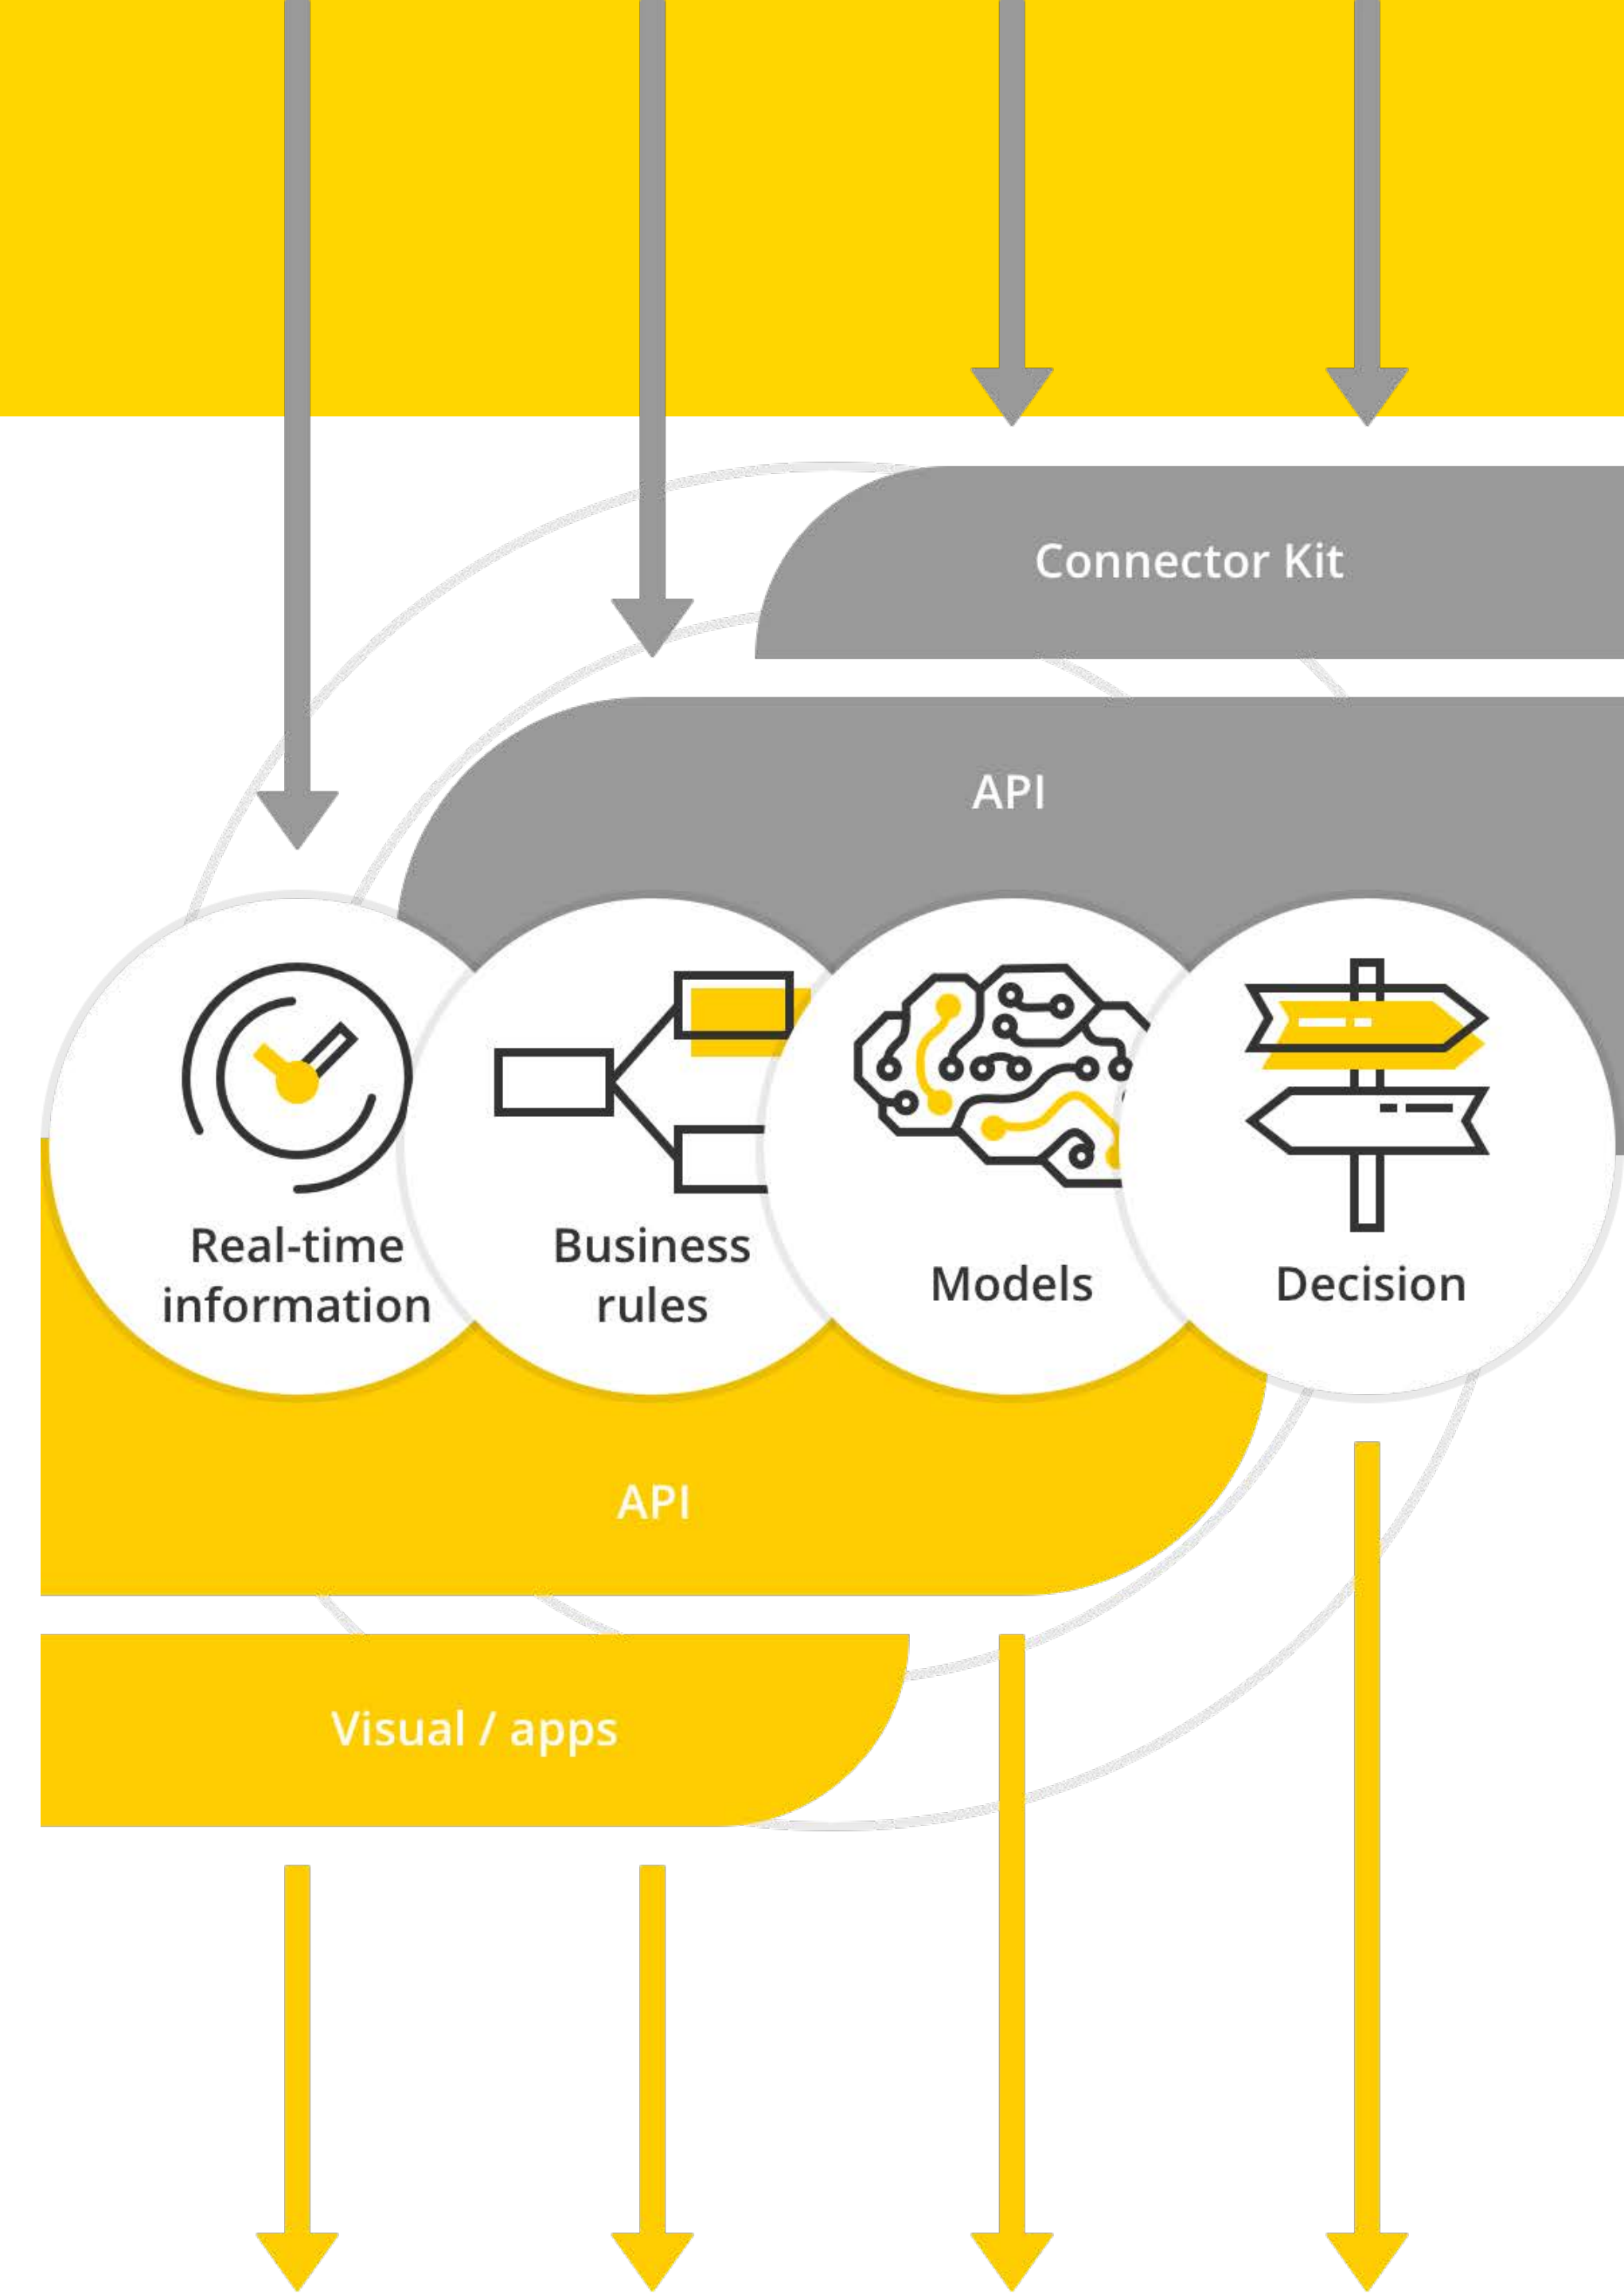 Connector Kit
API
Real-time
information
Business
rules
Models
Decision
API
Visual / apps